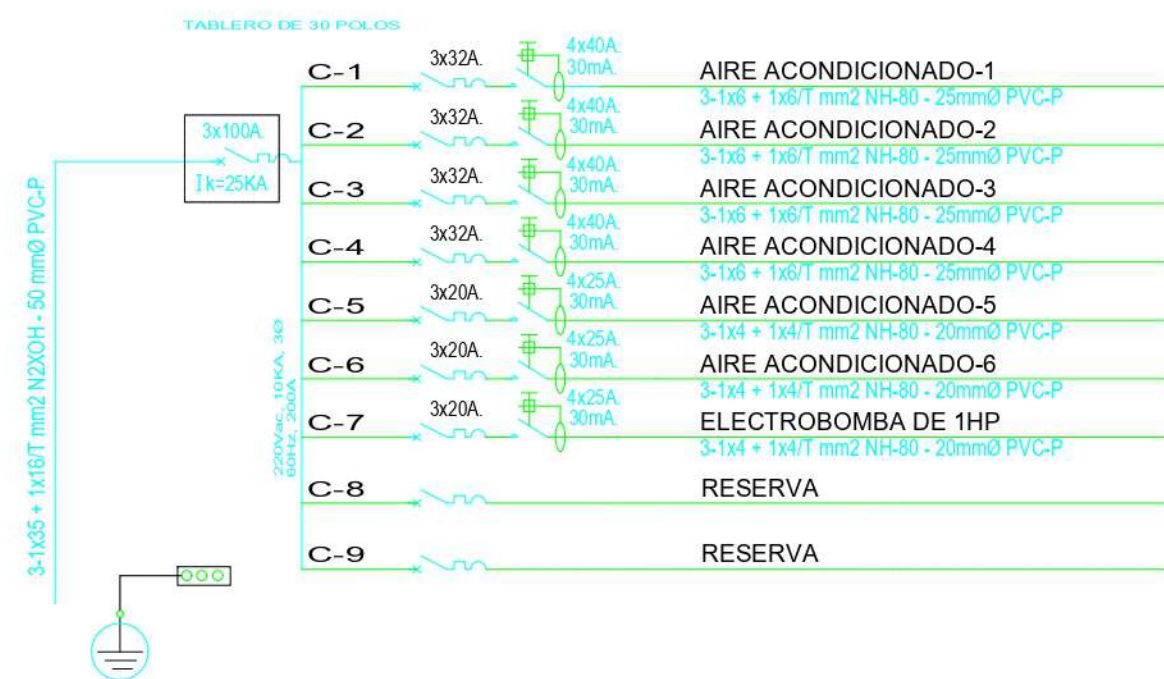 TABLERO DE 30 POLOS
3-1x35 + 1x16/T mm2 N2XOH - 50 mmØ PVC-P
3x100A.
Ik=25KA
220Vac, 10KA, 3Ø
60Hz, 200A
C-1
3x32A.
4x40A.
30mA.
AIRE ACONDICIONADO-1
3-1x6 + 1x6/T mm2 NH-80 - 25mmØ PVC-P
C-2
3x32A.
4x40A.
30mA.
AIRE ACONDICIONADO-2
3-1x6 + 1x6/T mm2 NH-80 - 25mmØ PVC-P
C-3
3x32A.
4x40A.
30mA.
AIRE ACONDICIONADO-3
3-1x6 + 1x6/T mm2 NH-80 - 25mmØ PVC-P
C-4
3x32A.
4x40A.
30mA.
AIRE ACONDICIONADO-4
3-1x6 + 1x6/T mm2 NH-80 - 25mmØ PVC-P
C-5
3x20A.
4x25A.
30mA.
AIRE ACONDICIONADO-5
3-1x4 + 1x4/T mm2 NH-80 - 20mmØ PVC-P
C-6
3x20A.
4x25A.
30mA.
AIRE ACONDICIONADO-6
3-1x4 + 1x4/T mm2 NH-80 - 20mmØ PVC-P
C-7
3x20A.
4x25A.
30mA.
ELECTROBOMBA DE 1HP
3-1x4 + 1x4/T mm2 NH-80 - 20mmØ PVC-P
C-8
RESERVA
C-9
RESERVA